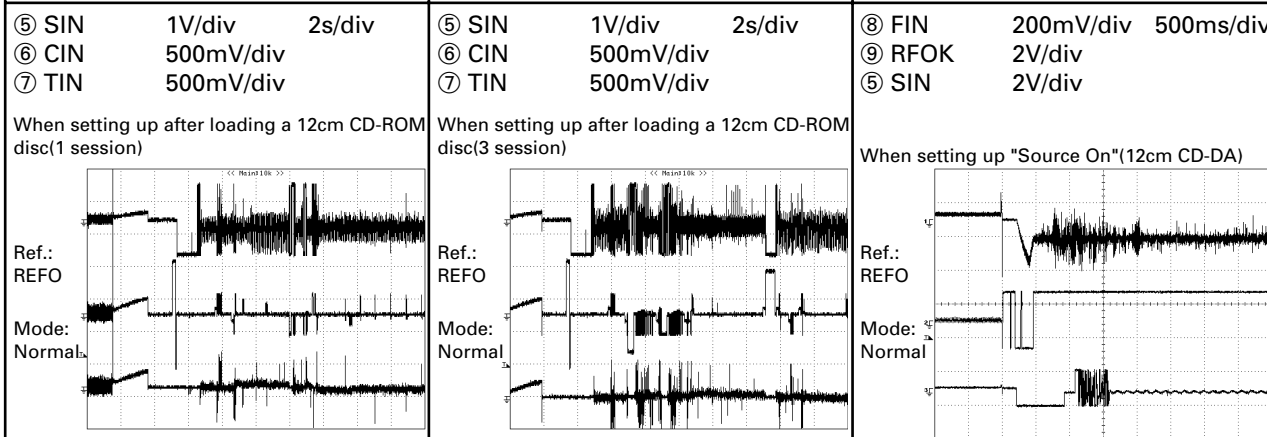 ⑤ SIN 1V/div 2s/div
⑥ CIN 500mV/div
⑦ TIN 500mV/div
When setting up after loading a 12cm CD-ROM
disc(1 session)
<< Main:10k >>
Ref.:
REFO
Mode:
Normal
⑤ SIN 1V/div 2s/div
⑥ CIN 500mV/div
⑦ TIN 500mV/div
When setting up after loading a 12cm CD-ROM
disc(3 session)
<< Main:10k >>
Ref.:
REFO
Mode:
Normal
⑧ FIN 200mV/div 500ms/div
⑨ RFOK 2V/div
⑤ SIN 2V/div
When setting up "Source On"(12cm CD-DA)
Ref.:
REFO
Mode:
Normal